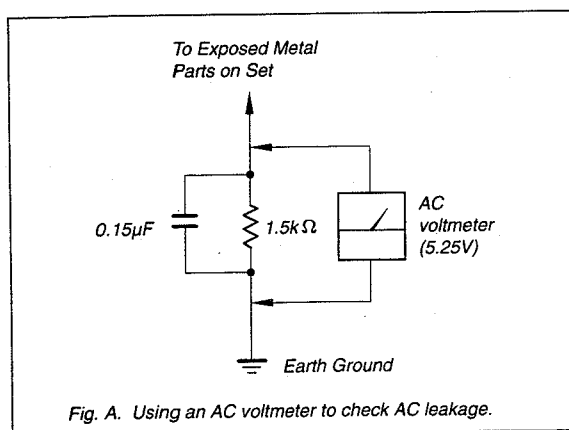 To Exposed Metal
Parts on Set
0.15µF
1.5kΩ
AC
voltmeter
(5.25V)
Earth Ground
Fig. A. Using an AC voltmeter to check AC leakage.